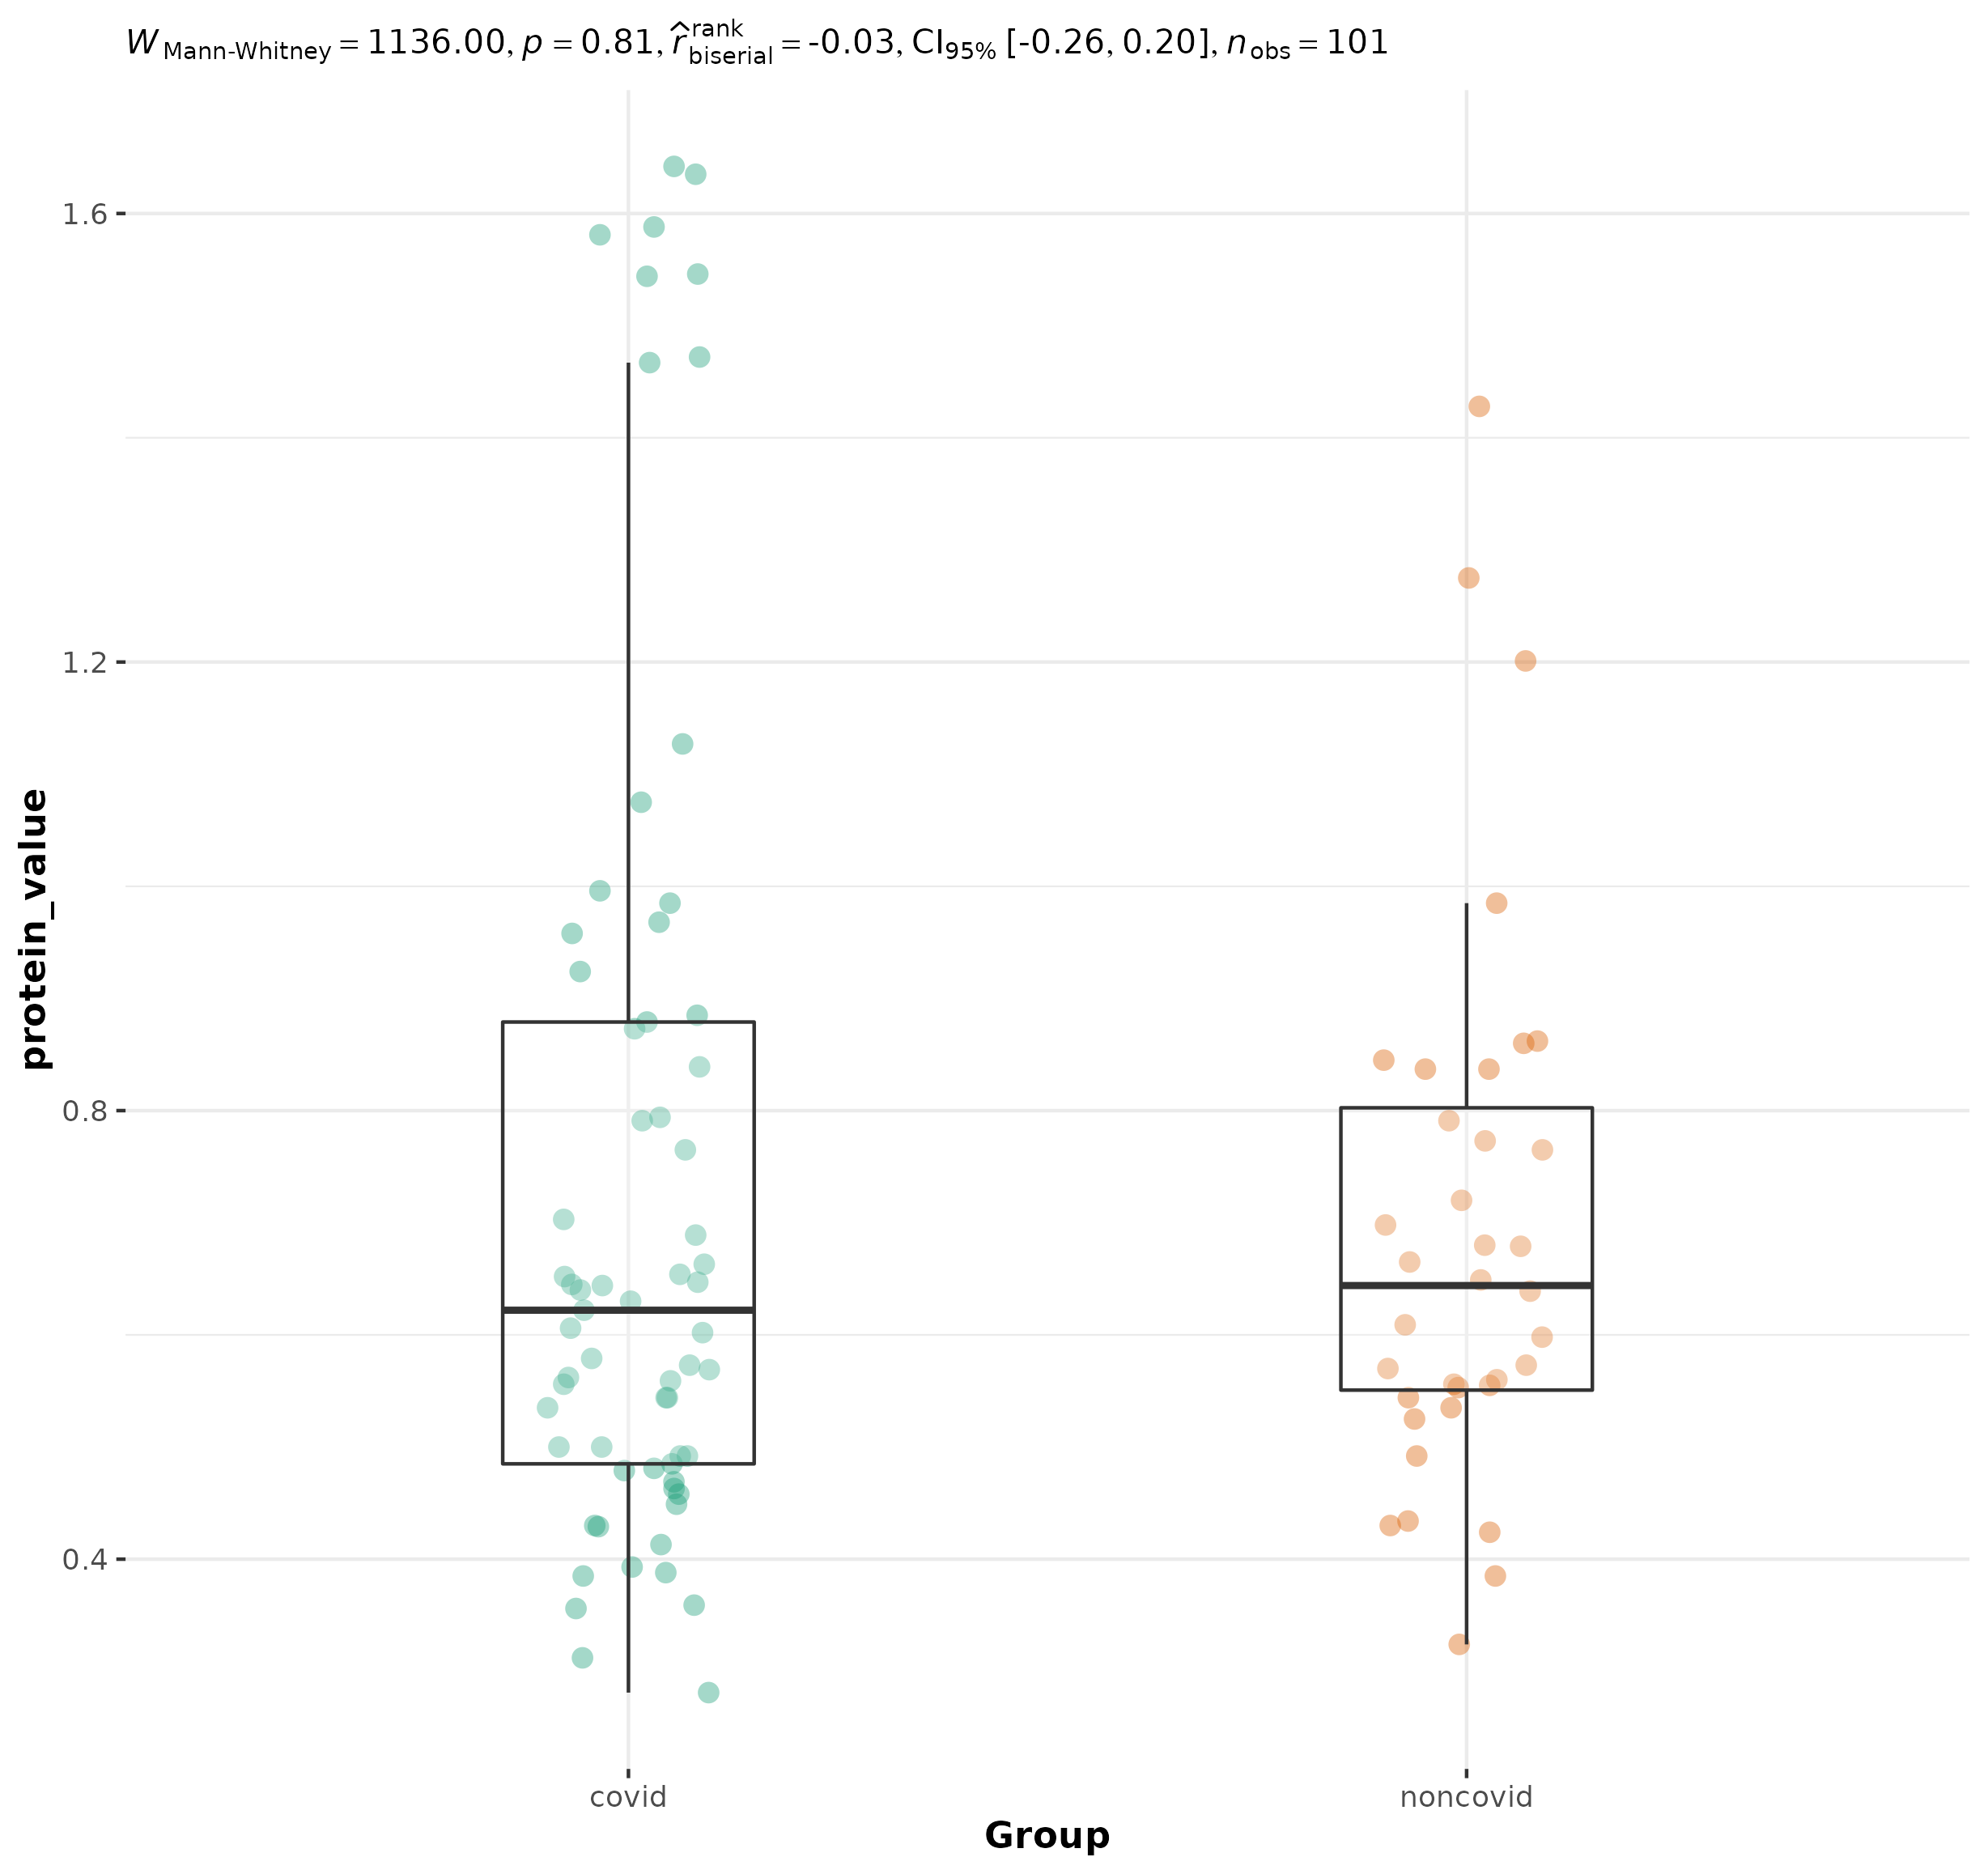 W Mann-Whitney = 1136.00, p = 0.81, r̂ rank biserial = -0.03, CI95% [-0.26, 0.20], nobs = 101
1.6
1.2
0.8
0.4
protein_value
covid noncovid
Group